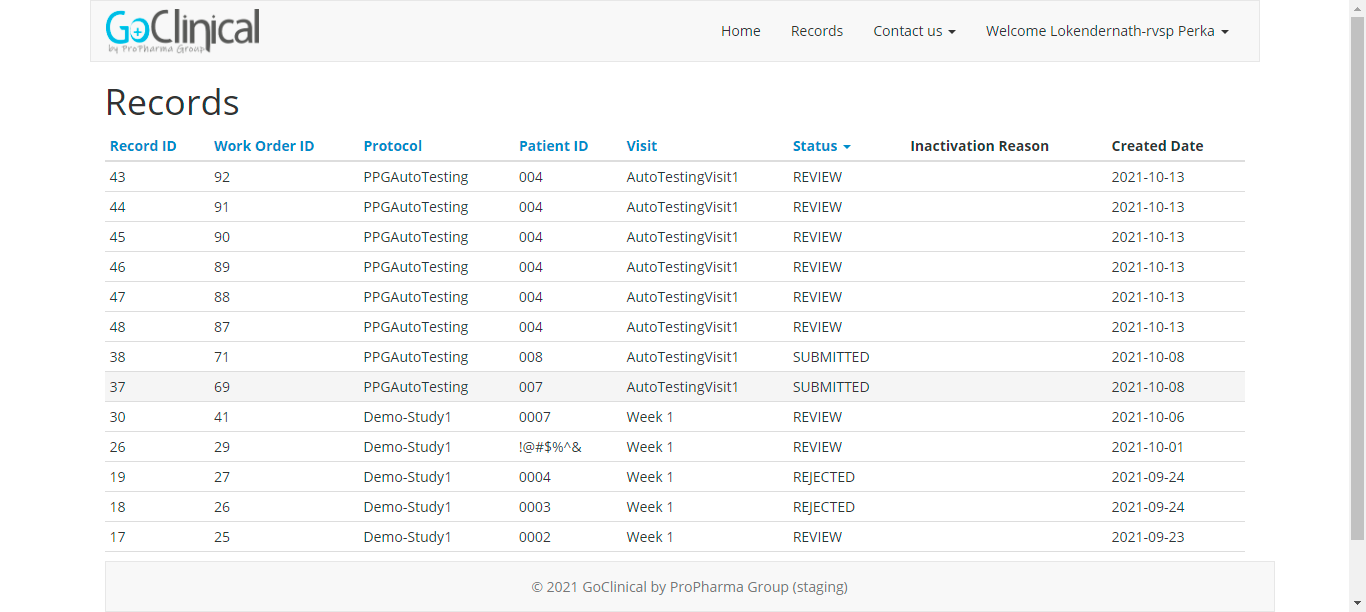 GoClinical
by ProPharma Group
Home Records Contact us Welcome Lokendernath-rvsp Perka
Records
Record ID Work Order ID Protocol Patient ID Visit Status Inactivation Reason Created Date
43 92 PPGAutoTesting 004 AutoTestingVisit1 REVIEW 2021-10-13
44 91 PPGAutoTesting 004 AutoTestingVisit1 REVIEW 2021-10-13
45 90 PPGAutoTesting 004 AutoTestingVisit1 REVIEW 2021-10-13
46 89 PPGAutoTesting 004 AutoTestingVisit1 REVIEW 2021-10-13
47 88 PPGAutoTesting 004 AutoTestingVisit1 REVIEW 2021-10-13
48 87 PPGAutoTesting 004 AutoTestingVisit1 REVIEW 2021-10-13
38 71 PPGAutoTesting 008 AutoTestingVisit1 SUBMITTED 2021-10-08
37 69 PPGAutoTesting 007 AutoTestingVisit1 SUBMITTED 2021-10-08
30 41 Demo-Study1 0007 Week 1 REVIEW 2021-10-06
26 29 Demo-Study1 !@#$%^& Week 1 REVIEW 2021-10-01
19 27 Demo-Study1 0004 Week 1 REJECTED 2021-09-24
18 26 Demo-Study1 0003 Week 1 REJECTED 2021-09-24
17 25 Demo-Study1 0002 Week 1 REVIEW 2021-09-23
© 2021 GoClinical by ProPharma Group (staging)